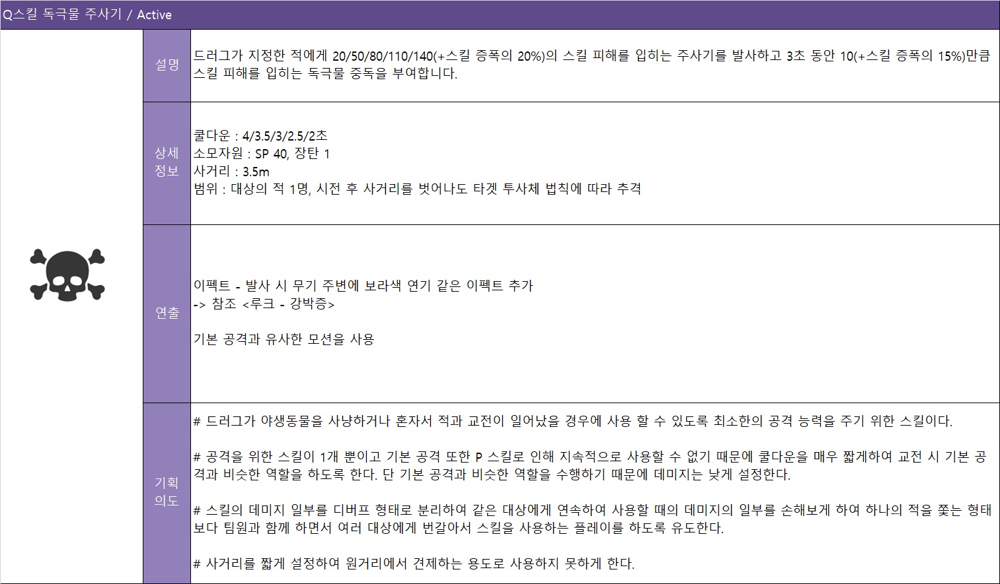 Q스킬 독극물 주사기 / Active
설명
드러그가 지정한 적에게 20/50/80/110/140(+스킬 증폭의 20%)의 스킬 피해를 입히는 주사기를 발사하고 3초 동안 10(+스킬 증폭의 15%)만큼
스킬 피해를 입히는 독극물 중독을 부여합니다.
상세
정보
쿨다운 : 4/3.5/3/2.5/2초
소모자원 : SP 40, 장탄 1
사거리 : 3.5m
범위 : 대상의 적 1명, 시전 후 사거리를 벗어나도 타겟 투사체 법칙에 따라 추격
연출
이펙트 - 발사 시 무기 주변에 보라색 연기 같은 이펙트 추가
-> 참조 <루크 - 강박증>
기본 공격과 유사한 모션을 사용
기획
의도
# 드러그가 야생동물을 사냥하거나 혼자서 적과 교전이 일어났을 경우에 사용 할 수 있도록 최소한의 공격 능력을 주기 위한 스킬이다.
# 공격을 위한 스킬이 1개 뿐이고 기본 공격 또한 P 스킬로 인해 지속적으로 사용할 수 없기 때문에 쿨다운을 매우 짧게하여 교전 시 기본 공
격과 비슷한 역할을 하도록 한다. 단 기본 공격과 비슷한 역할을 수행하기 때문에 데미지는 낮게 설정한다.
# 스킬의 데미지 일부를 디버프 형태로 분리하여 같은 대상에게 연속하여 사용할 때의 데미지의 일부를 손해보게 하여 하나의 적을 쫓는 형태
보다 팀원과 함께 하면서 여러 대상에게 번갈아서 스킬을 사용하는 플레이를 하도록 유도한다.
# 사거리를 짧게 설정하여 원거리에서 견제하는 용도로 사용하지 못하게 한다.